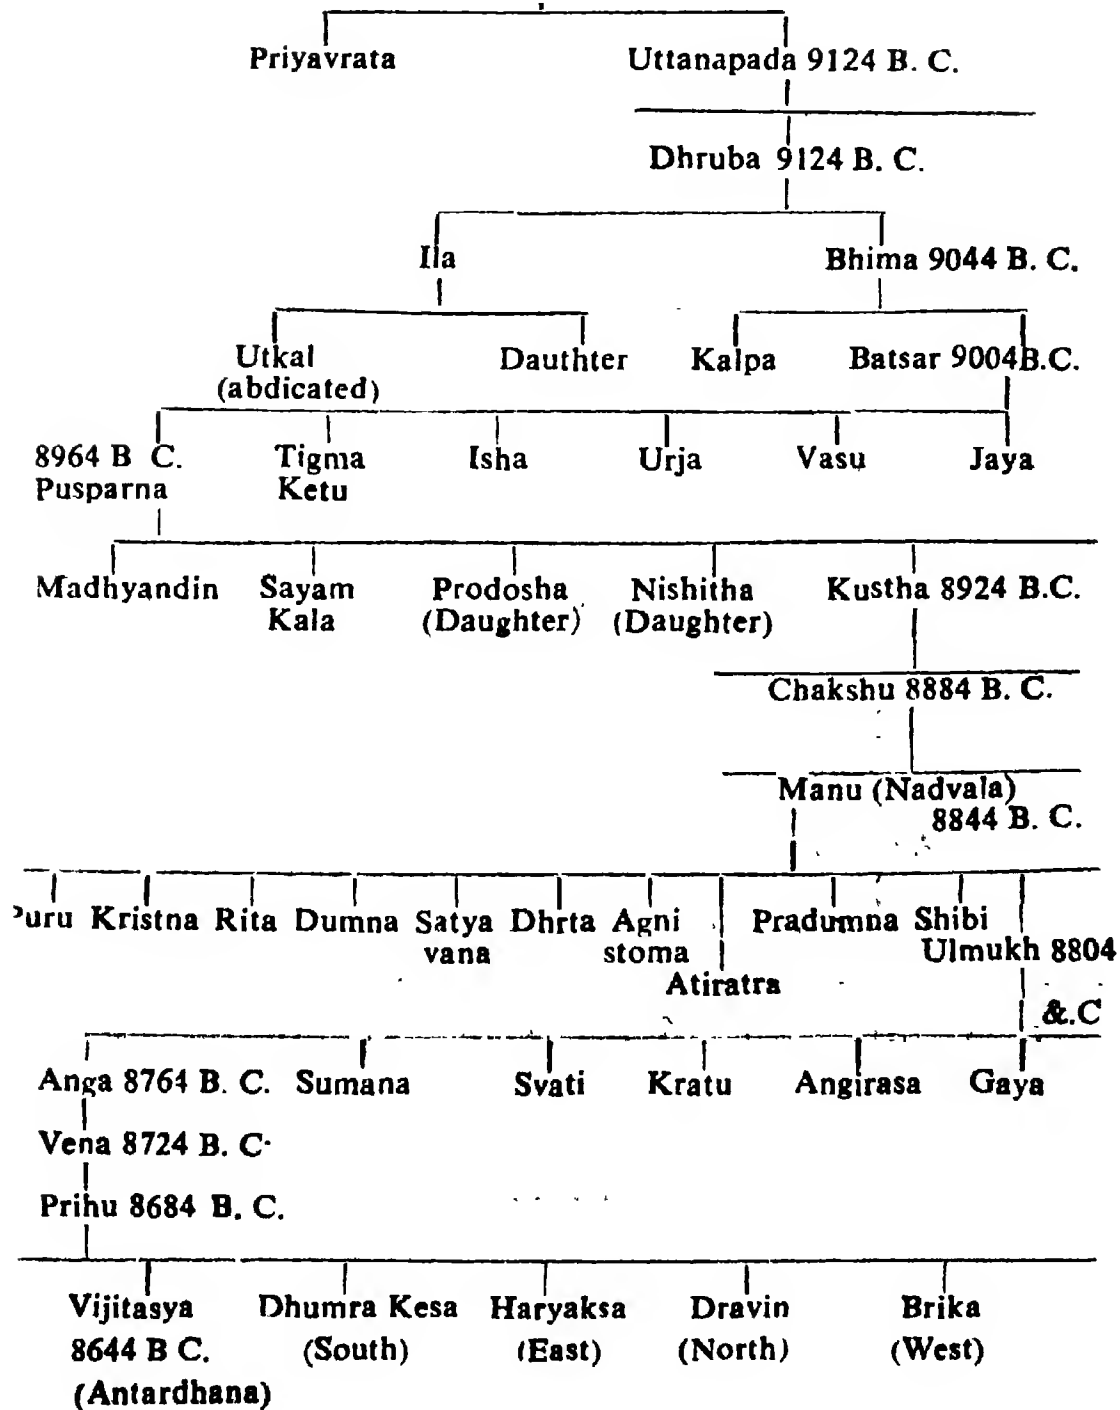 Priyavrata Uttanapada 9124 B. C.
Dhruba 9124 B. C.
Ila Bhima 9044 B. C.
Utkal Dauthter Kalpa Batsar 9004 B.C.
(abdicated)
8964 B C. Tigma Isha Urja Vasu Jaya
Pusparna Ketu
Madhyandin Sayam Prodosha Nishitha Kustha 8924 B.C.
Kala (Daughter) (Daughter)
Chakshu 8884 B. C.
Manu (Nadvala)
8844 B. C.
Puru Kristna Rita Dumna Satya Dhrta Agni Pradumna Shibi
vana stoma Ulmukh 8804
Atiratra
&.C
Anga 8764 B. C. Sumana Svati Kratu Angirasa Gaya
Vena 8724 B. C.
Prihu 8684 B. C.
Vijitasya Dhumra Kesa Haryaksa Dravin Brika
8644 B C. (South) (East) (North) (West)
(Antardhana)